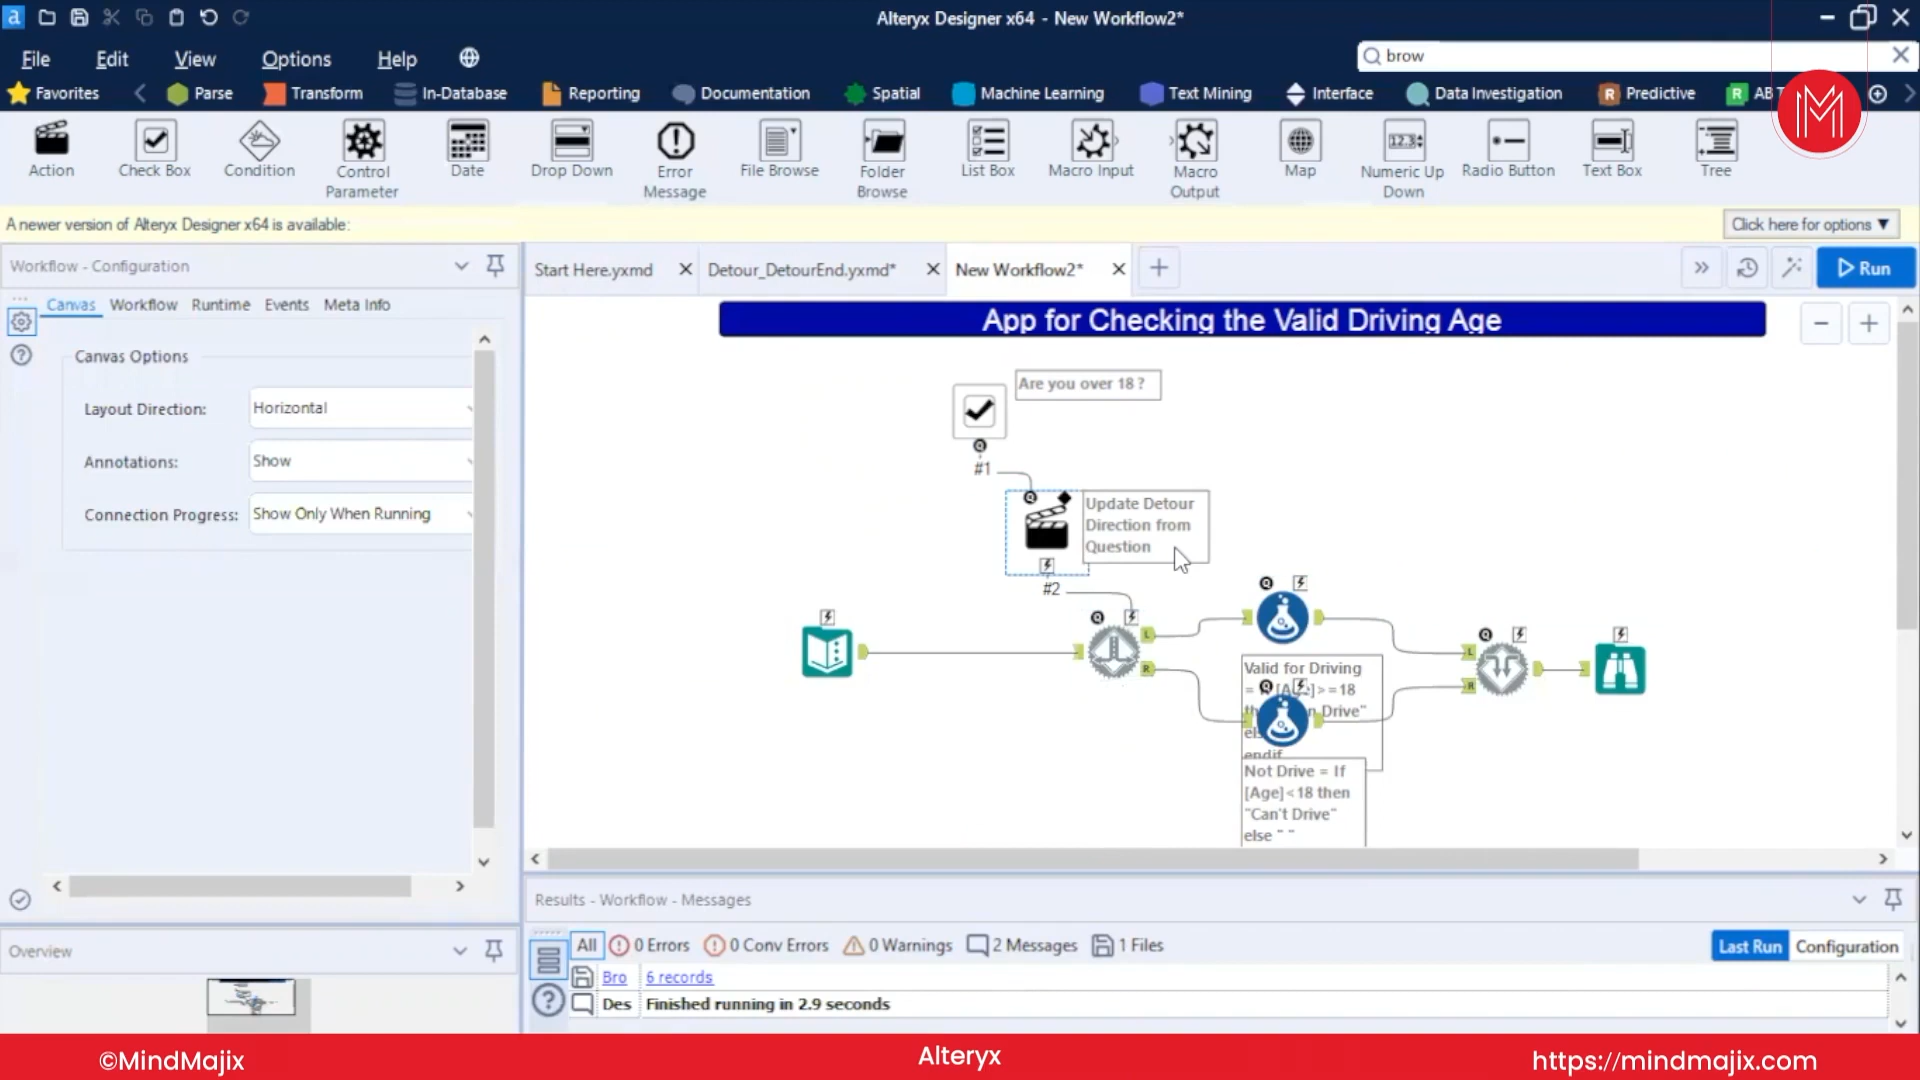 Alteryx Designer x64 - New Workflow2*
File Edit View Options Help
brow
Favorites Parse Transform In-Database Reporting Documentation Spatial Machine Learning Text Mining Interface Data Investigation Predictive AB
Action Check Box Condition Control Parameter Date Drop Down Error Message File Browse Folder Browse List Box Macro Input Macro Output Map Numeric Up Down Radio Button Text Box Tree
A newer version of Alteryx Designer x64 is available:
Click here for options ▼
Workflow - Configuration
Start Here.yxmd Detour_DetourEnd.yxmd* New Workflow2*
Run
Canvas Workflow Runtime Events Meta Info
Canvas Options
Layout Direction: Horizontal
Annotations: Show
Connection Progress: Show Only When Running
App for Checking the Valid Driving Age
Are you over 18 ?
#1
Update Detour
Direction from
Question
#2
L
R
Valid for Driving
=
]>=18
Drive"
endif
Not Drive = If
[Age]<18 then
"Can't Drive"
else " "
L
R
Results - Workflow - Messages
All 0 Errors 0 Conv Errors 0 Warnings 2 Messages 1 Files
Last Run Configuration
Bro 6 records
Des Finished running in 2.9 seconds
Overview
©MindMajix
Alteryx
https://mindmajix.com